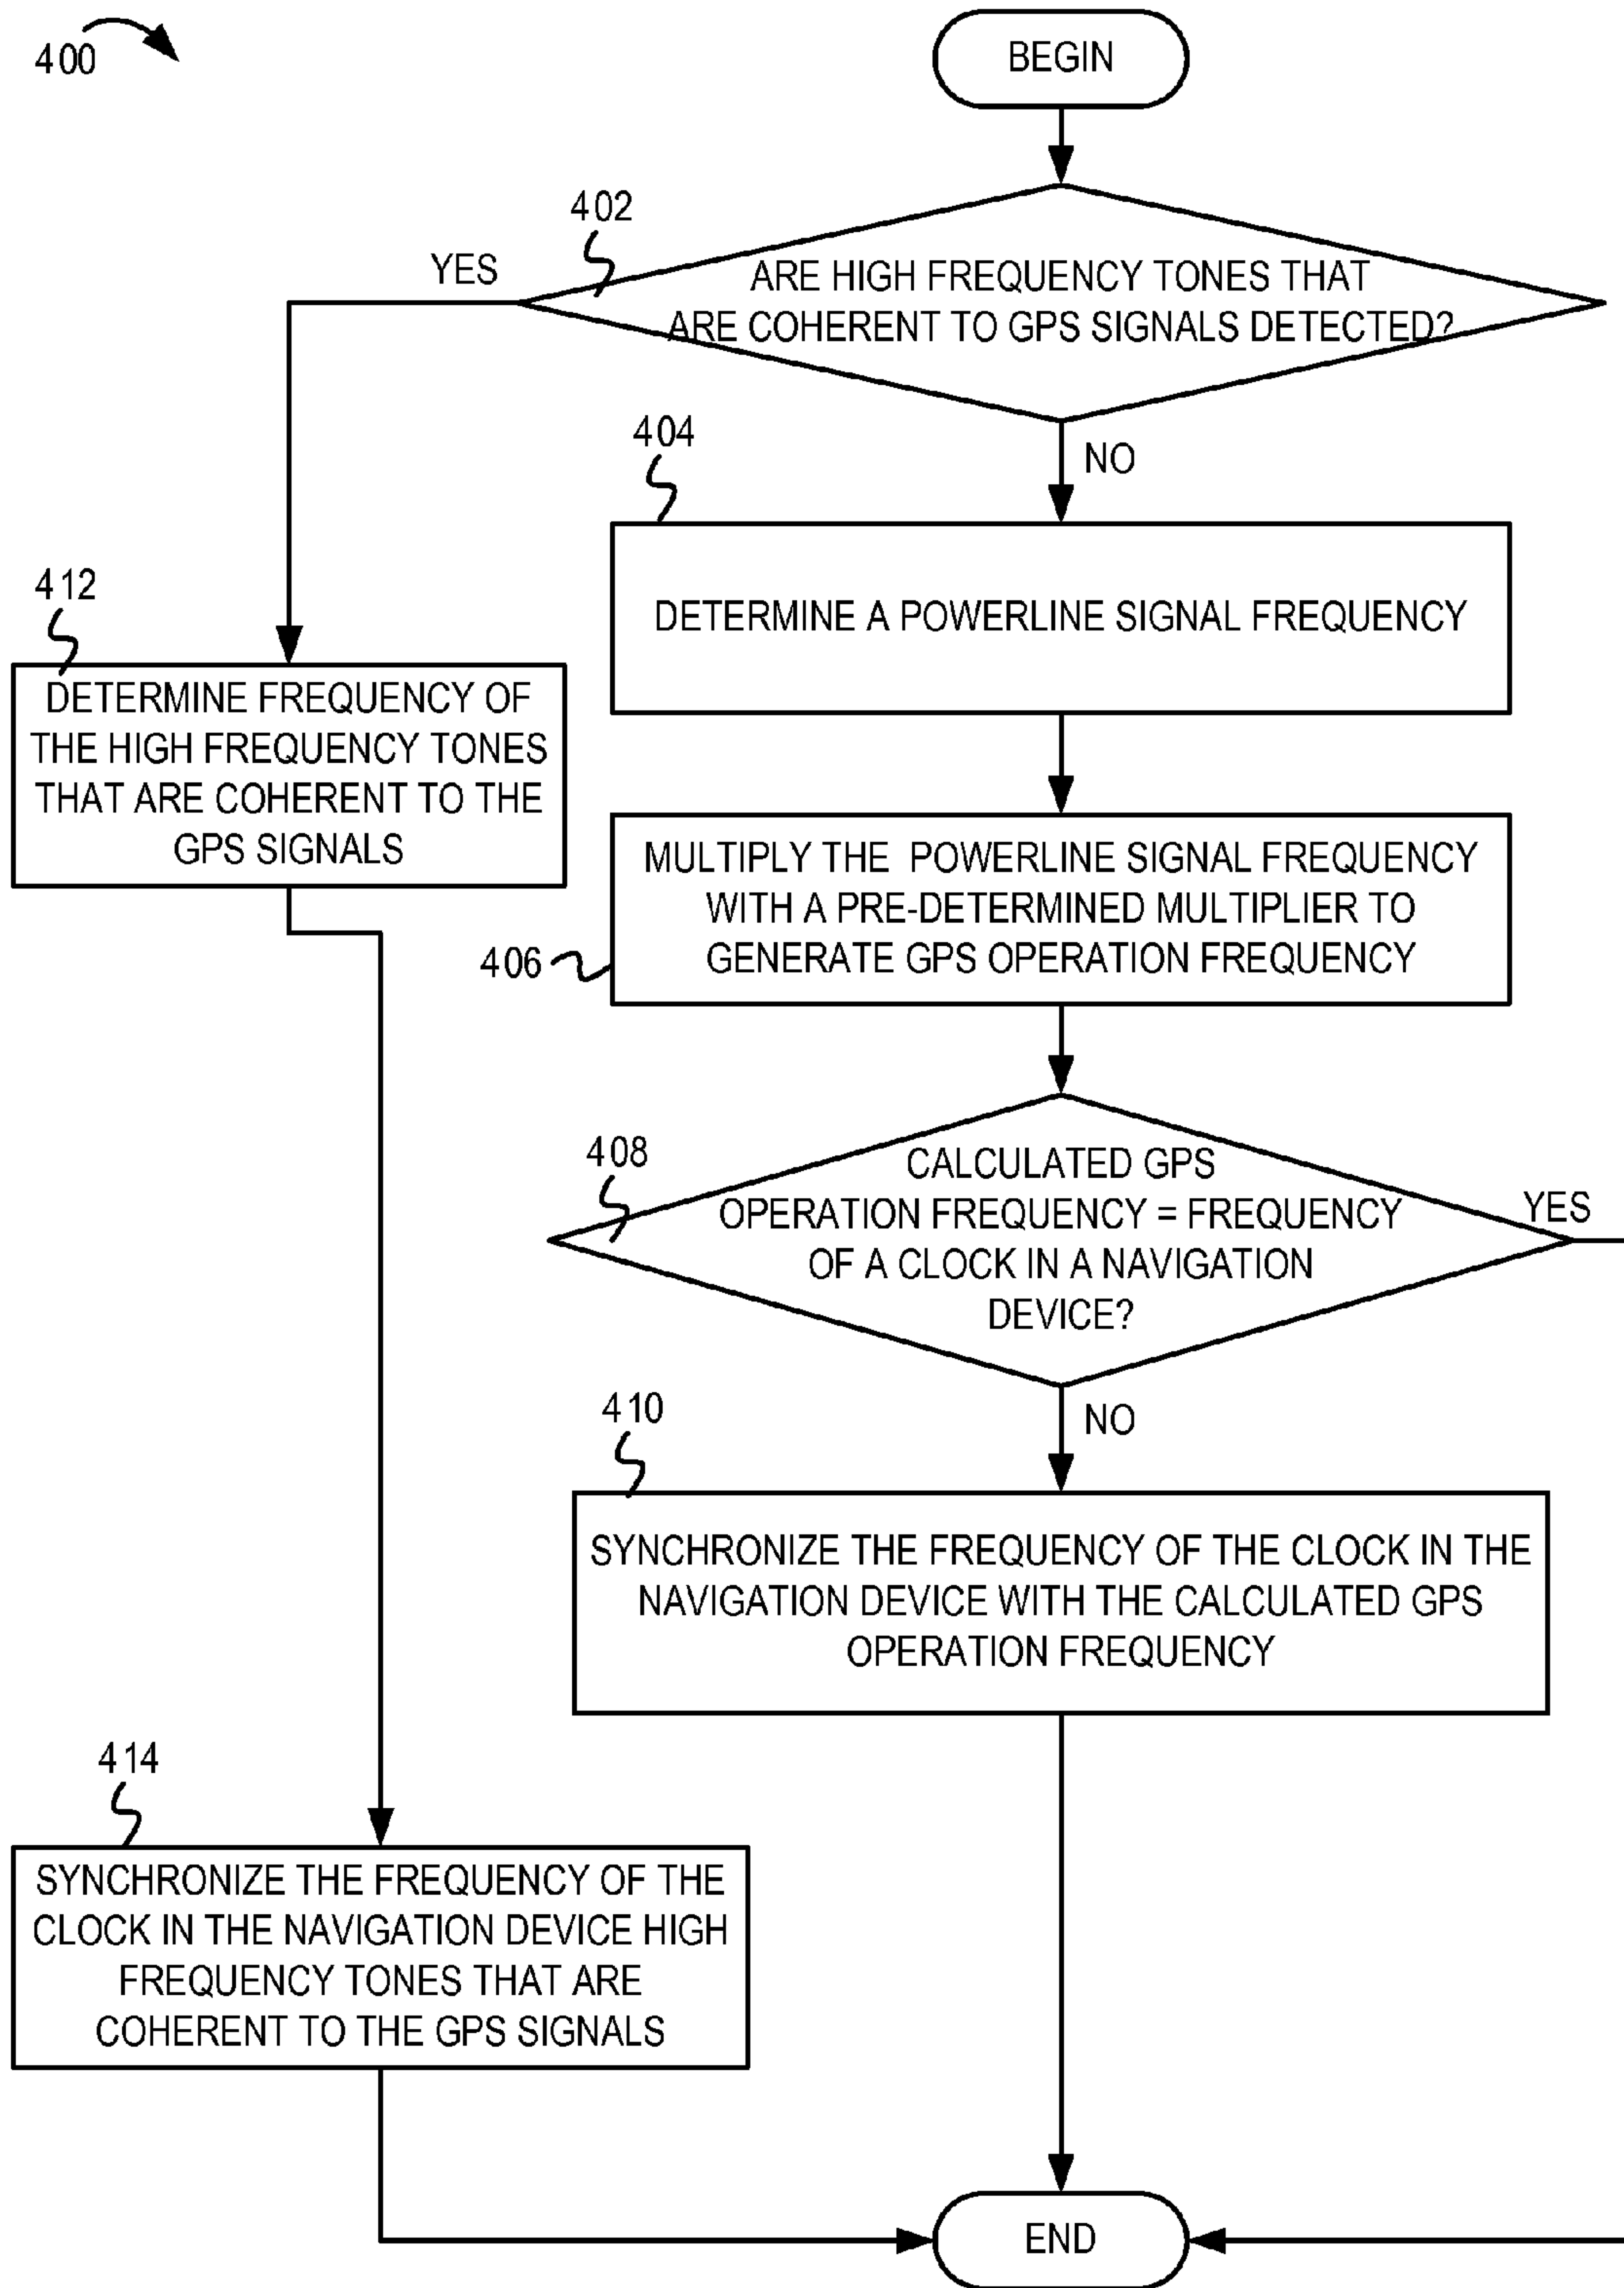 400
BEGIN
402
YES
ARE HIGH FREQUENCY TONES THAT
ARE COHERENT TO GPS SIGNALS DETECTED?
NO
404
DETERMINE A POWERLINE SIGNAL FREQUENCY
412
DETERMINE FREQUENCY OF
THE HIGH FREQUENCY TONES
THAT ARE COHERENT TO THE
GPS SIGNALS
MULTIPLY THE POWERLINE SIGNAL FREQUENCY
WITH A PRE-DETERMINED MULTIPLIER TO
GENERATE GPS OPERATION FREQUENCY
406
408
CALCULATED GPS
OPERATION FREQUENCY = FREQUENCY
OF A CLOCK IN A NAVIGATION
DEVICE?
YES
NO
410
SYNCHRONIZE THE FREQUENCY OF THE CLOCK IN THE
NAVIGATION DEVICE WITH THE CALCULATED GPS
OPERATION FREQUENCY
414
SYNCHRONIZE THE FREQUENCY OF THE
CLOCK IN THE NAVIGATION DEVICE HIGH
FREQUENCY TONES THAT ARE
COHERENT TO THE GPS SIGNALS
END